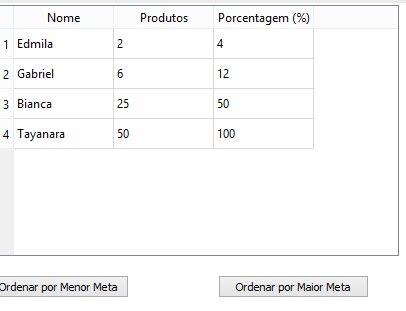 Nome Produtos Porcentagem (%)
1 Edmila 2 4
2 Gabriel 6 12
3 Bianca 25 50
4 Tayanara 50 100
Ordenar por Menor Meta Ordenar por Maior Meta